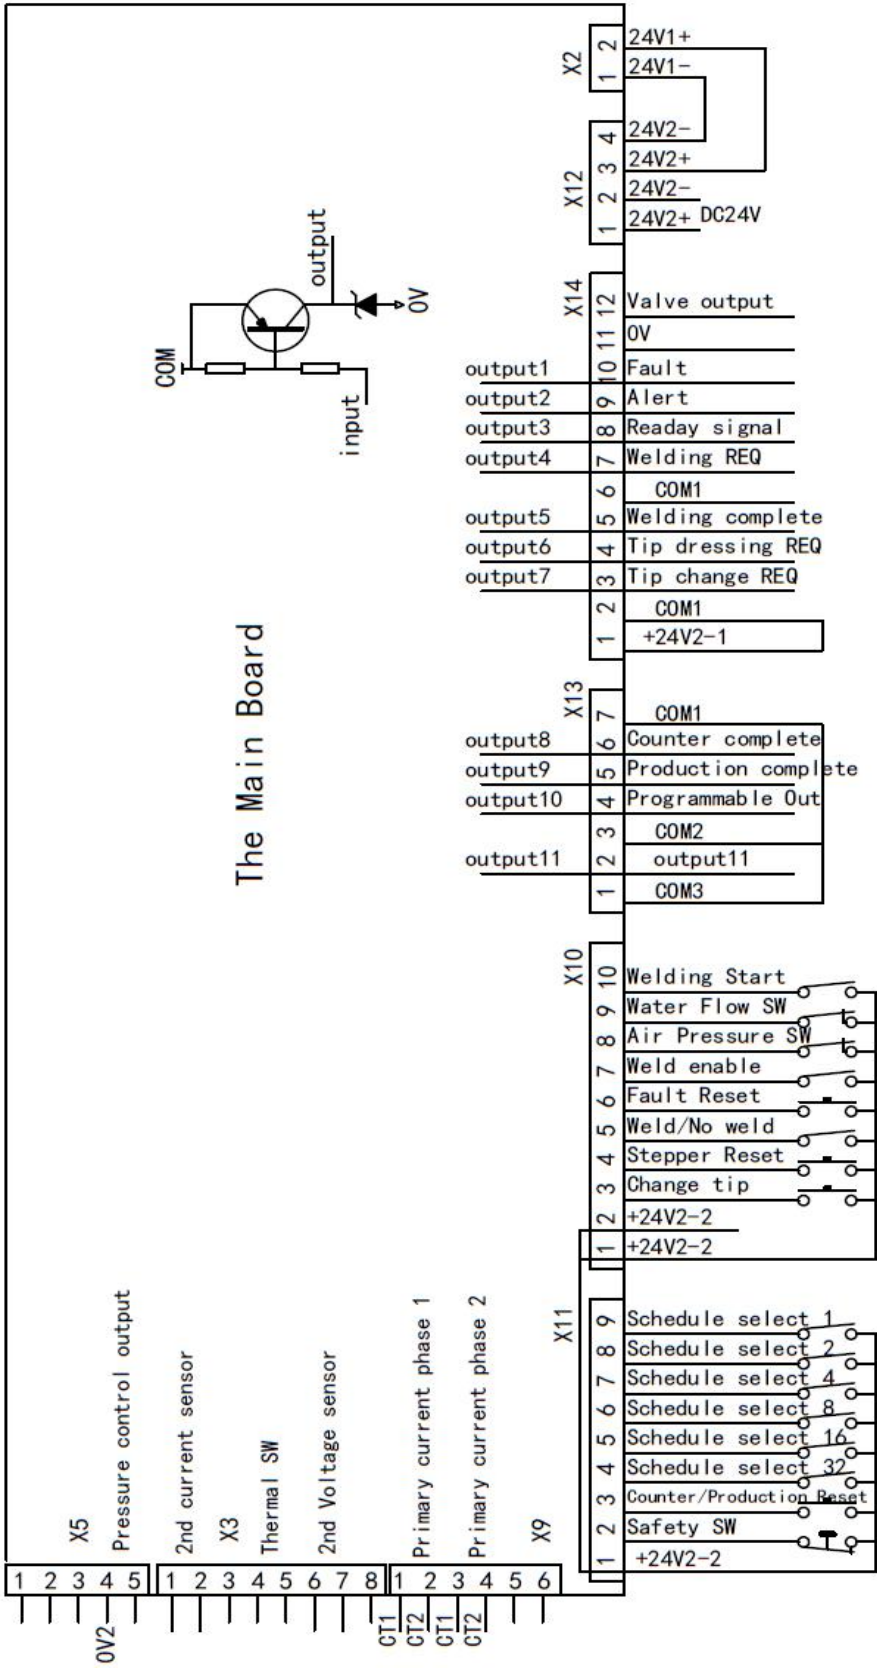 X2
2 24V1+
1 24V1-
X12
4 24V2-
3 24V2+
2 24V2-
1 24V2+ DC24V
COM
input
output
0V
X14
12 Valve output
11 0V
output1 10 Fault
output2 9 Alert
output3 8 Readay signal
output4 7 Welding REQ
6 COM1
output5 5 Welding complete
output6 4 Tip dressing REQ
output7 3 Tip change REQ
2 COM1
1 +24V2-1
The Main Board
X13
7 COM1
output8 6 Counter complete
output9 5 Production complete
output10 4 Programmable Out
3 COM2
output11 2 output11
1 COM3
X10
10 Welding Start
9 Water Flow SW
8 Air Pressure SW
7 Weld enable
6 Fault Reset
5 Weld/No weld
4 Stepper Reset
3 Change tip
2 +24V2-2
1 +24V2-2
X11
9 Schedule select 1
8 Schedule select 2
7 Schedule select 4
6 Schedule select 8
5 Schedule select 16
4 Schedule select 32
3 Counter/Production Reset
2 Safety SW
1 +24V2-2
X5
Pressure control output
2nd current sensor
X3
Thermal SW
2nd Voltage sensor
Primary current phase 1
Primary current phase 2
X9
1 2 3 4 5
1 2 3 4 5 6 7 8
1 2 3 4 5 6
0V2
CT1
CT2
CT1
CT2